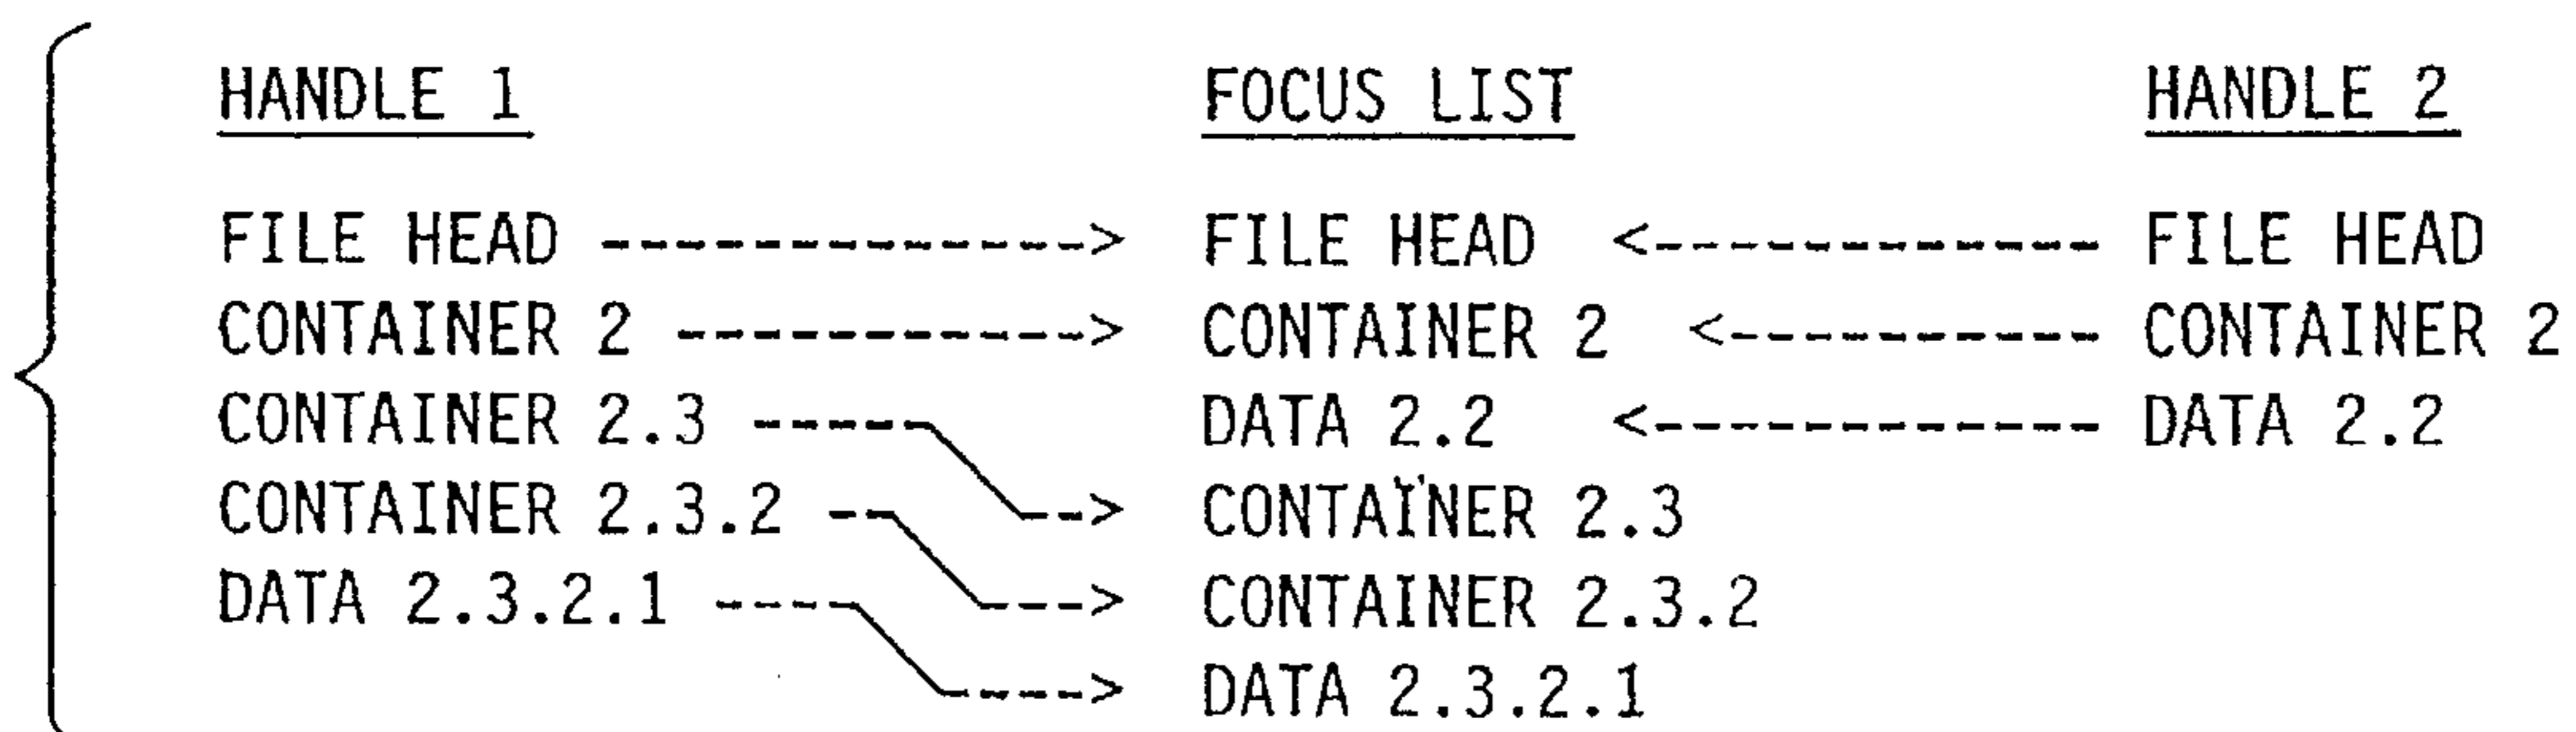 HANDLE 1 FOCUS LIST HANDLE 2
FILE HEAD --------------> FILE HEAD <------------- FILE HEAD
CONTAINER 2 -----------> CONTAINER 2 <---------- CONTAINER 2
CONTAINER 2.3 DATA 2.2 <------------- DATA 2.2
CONTAINER 2.3.2 CONTAINER 2.3
DATA 2.3.2.1 CONTAINER 2.3.2
DATA 2.3.2.1